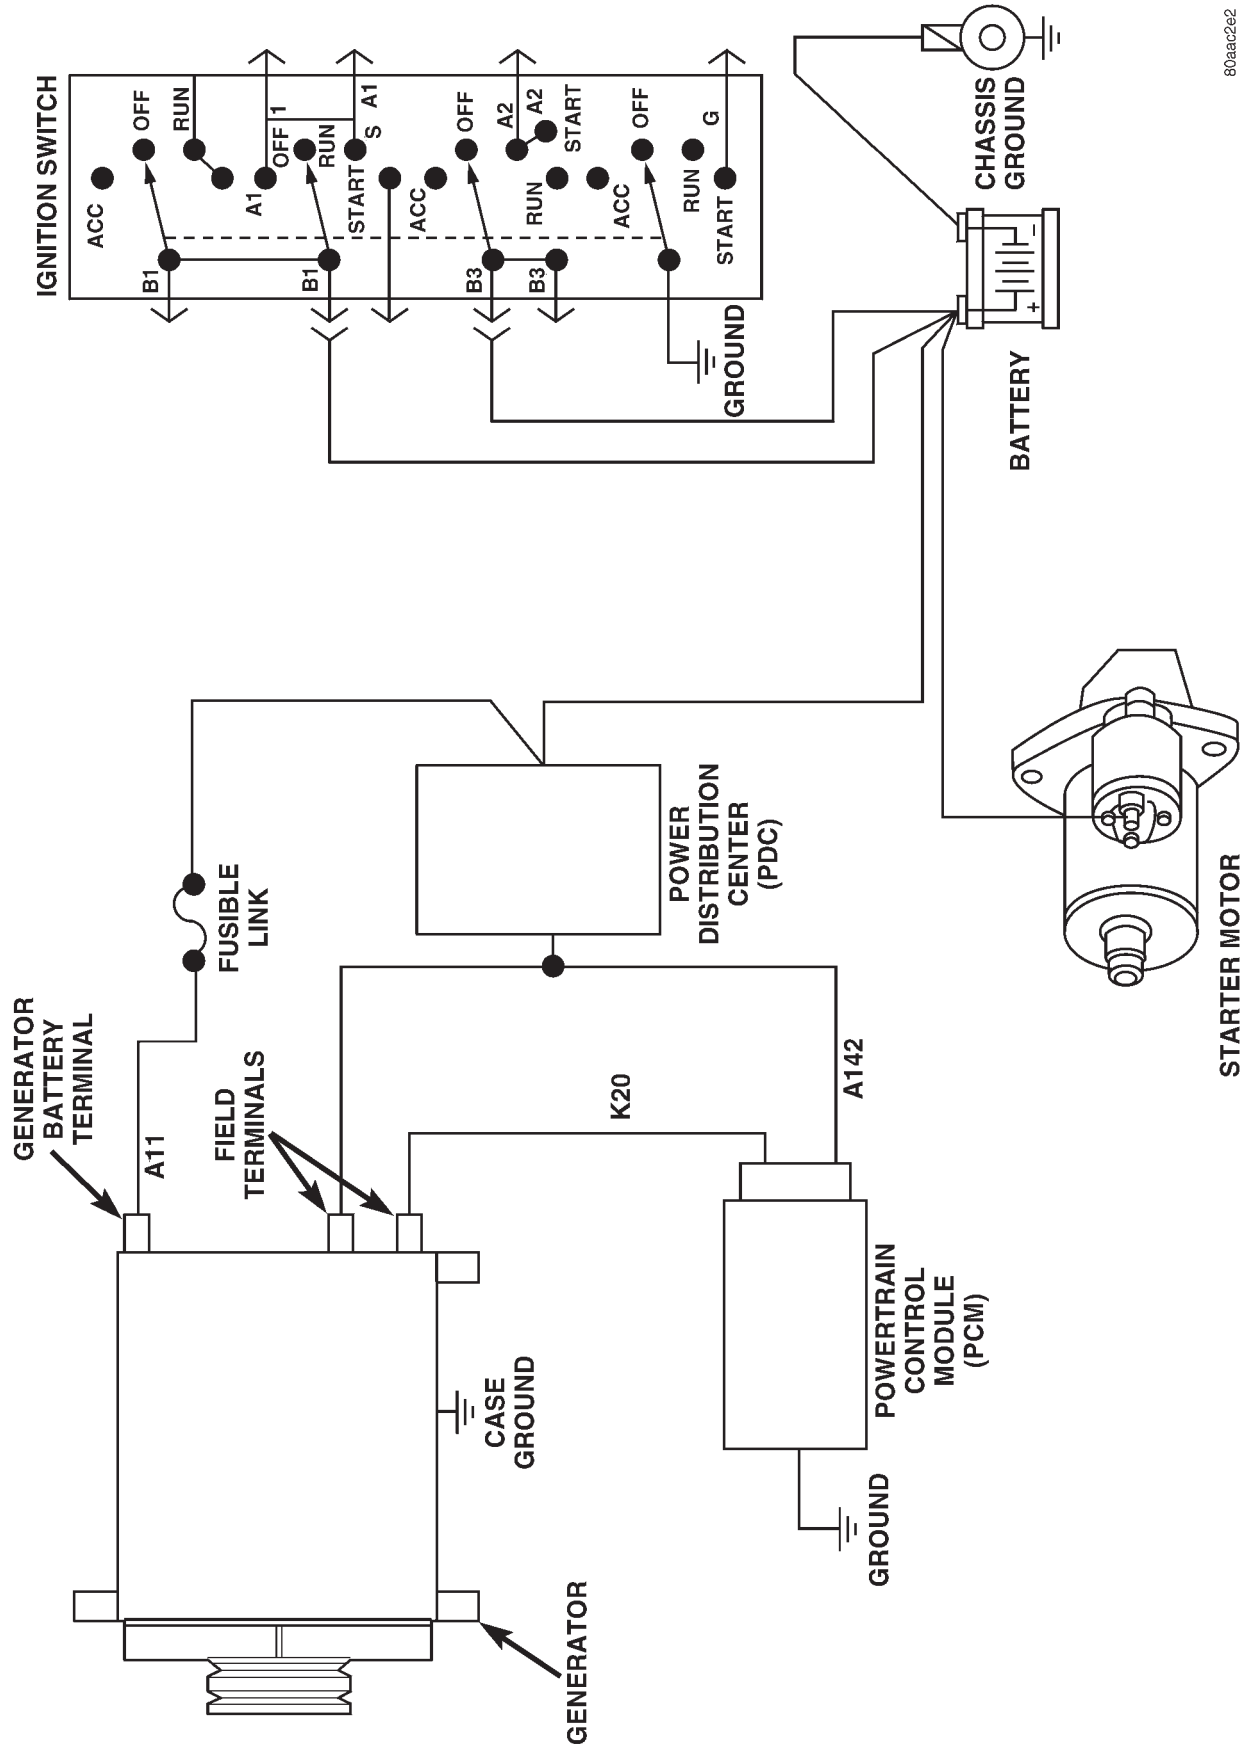 GENERATOR
BATTERY
TERMINAL
A11
FIELD
TERMINALS
FUSIBLE
LINK
GENERATOR
CASE
GROUND
K20
A142
POWER
DISTRIBUTION
CENTER
(PDC)
POWERTRAIN
CONTROL
MODULE
(PCM)
GROUND
STARTER MOTOR
IGNITION SWITCH
ACC
OFF
RUN
B1
A1
OFF
1
RUN
B1
START
S
A1
ACC
OFF
B3
A2
A2
START
RUN
B3
ACC
OFF
RUN
G
START
GROUND
BATTERY
+
−
CHASSIS
GROUND
80aac2e2